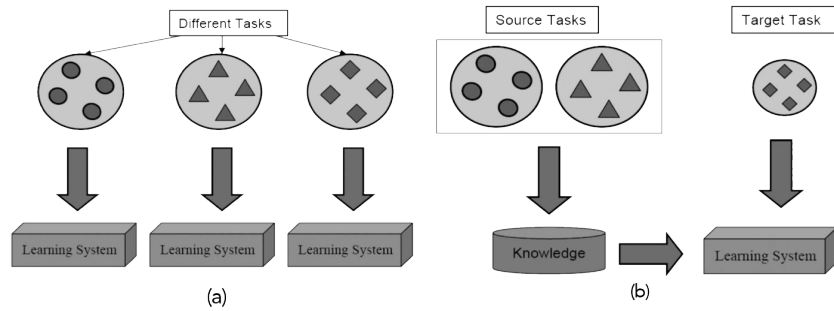 Different Tasks
Learning System
Learning System
Learning System
(a)
Source Tasks
Target Task
Knowledge
Learning System
(b)